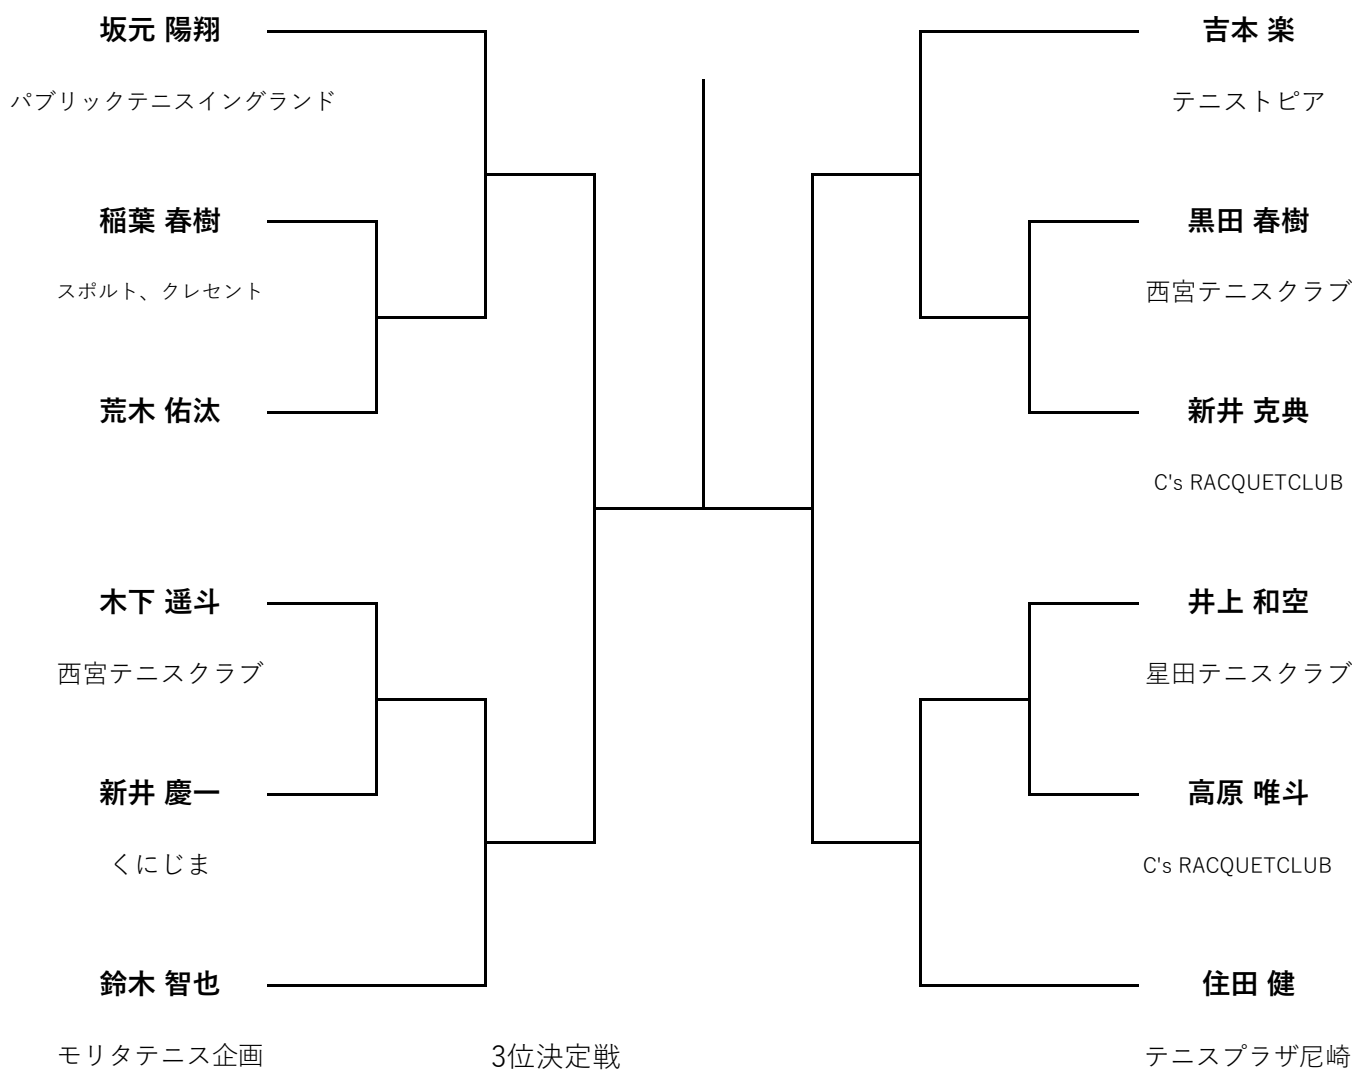 坂元 陽翔
パブリックテニスイングランド
稲葉 春樹
スポルト、クレセント
荒木 佑汰
木下 遥斗
西宮テニスクラブ
新井 慶一
くにじま
鈴木 智也
モリタテニス企画
3位決定戦
吉本 楽
テニストピア
黒田 春樹
西宮テニスクラブ
新井 克典
C's RACQUETCLUB
井上 和空
星田テニスクラブ
高原 唯斗
C's RACQUETCLUB
住田 健
テニスプラザ尼崎